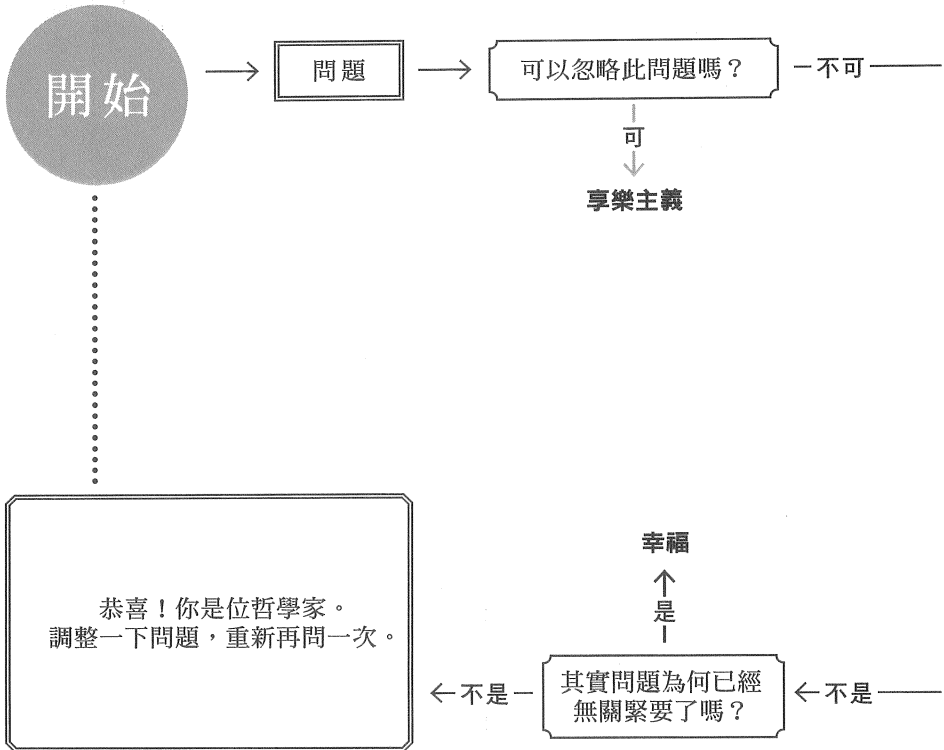 開始
問題
可以忽略此問題嗎？
不可
可
享樂主義
幸福
是
恭喜！你是位哲學家。
調整一下問題，重新再問一次。
不是
其實問題為何已經
無關緊要了嗎？
不是